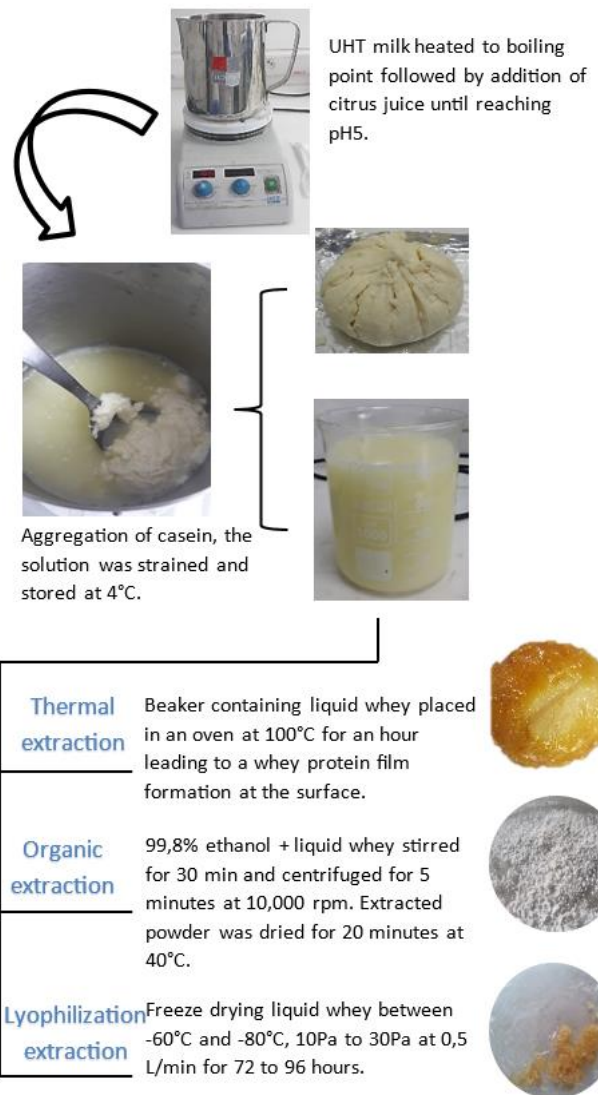 UHT milk heated to boiling
point followed by addition of
citrus juice until reaching
pH5.
Aggregation of casein, the
solution was strained and
stored at 4°C.
Thermal
extraction
Beaker containing liquid whey placed
in an oven at 100°C for an hour
leading to a whey protein film
formation at the surface.
Organic
extraction
99,8% ethanol + liquid whey stirred
for 30 min and centrifuged for 5
minutes at 10,000 rpm. Extracted
powder was dried for 20 minutes at
40°C.
Lyophilization
extraction
Freeze drying liquid whey between
-60°C and -80°C, 10Pa to 30Pa at 0,5
L/min for 72 to 96 hours.